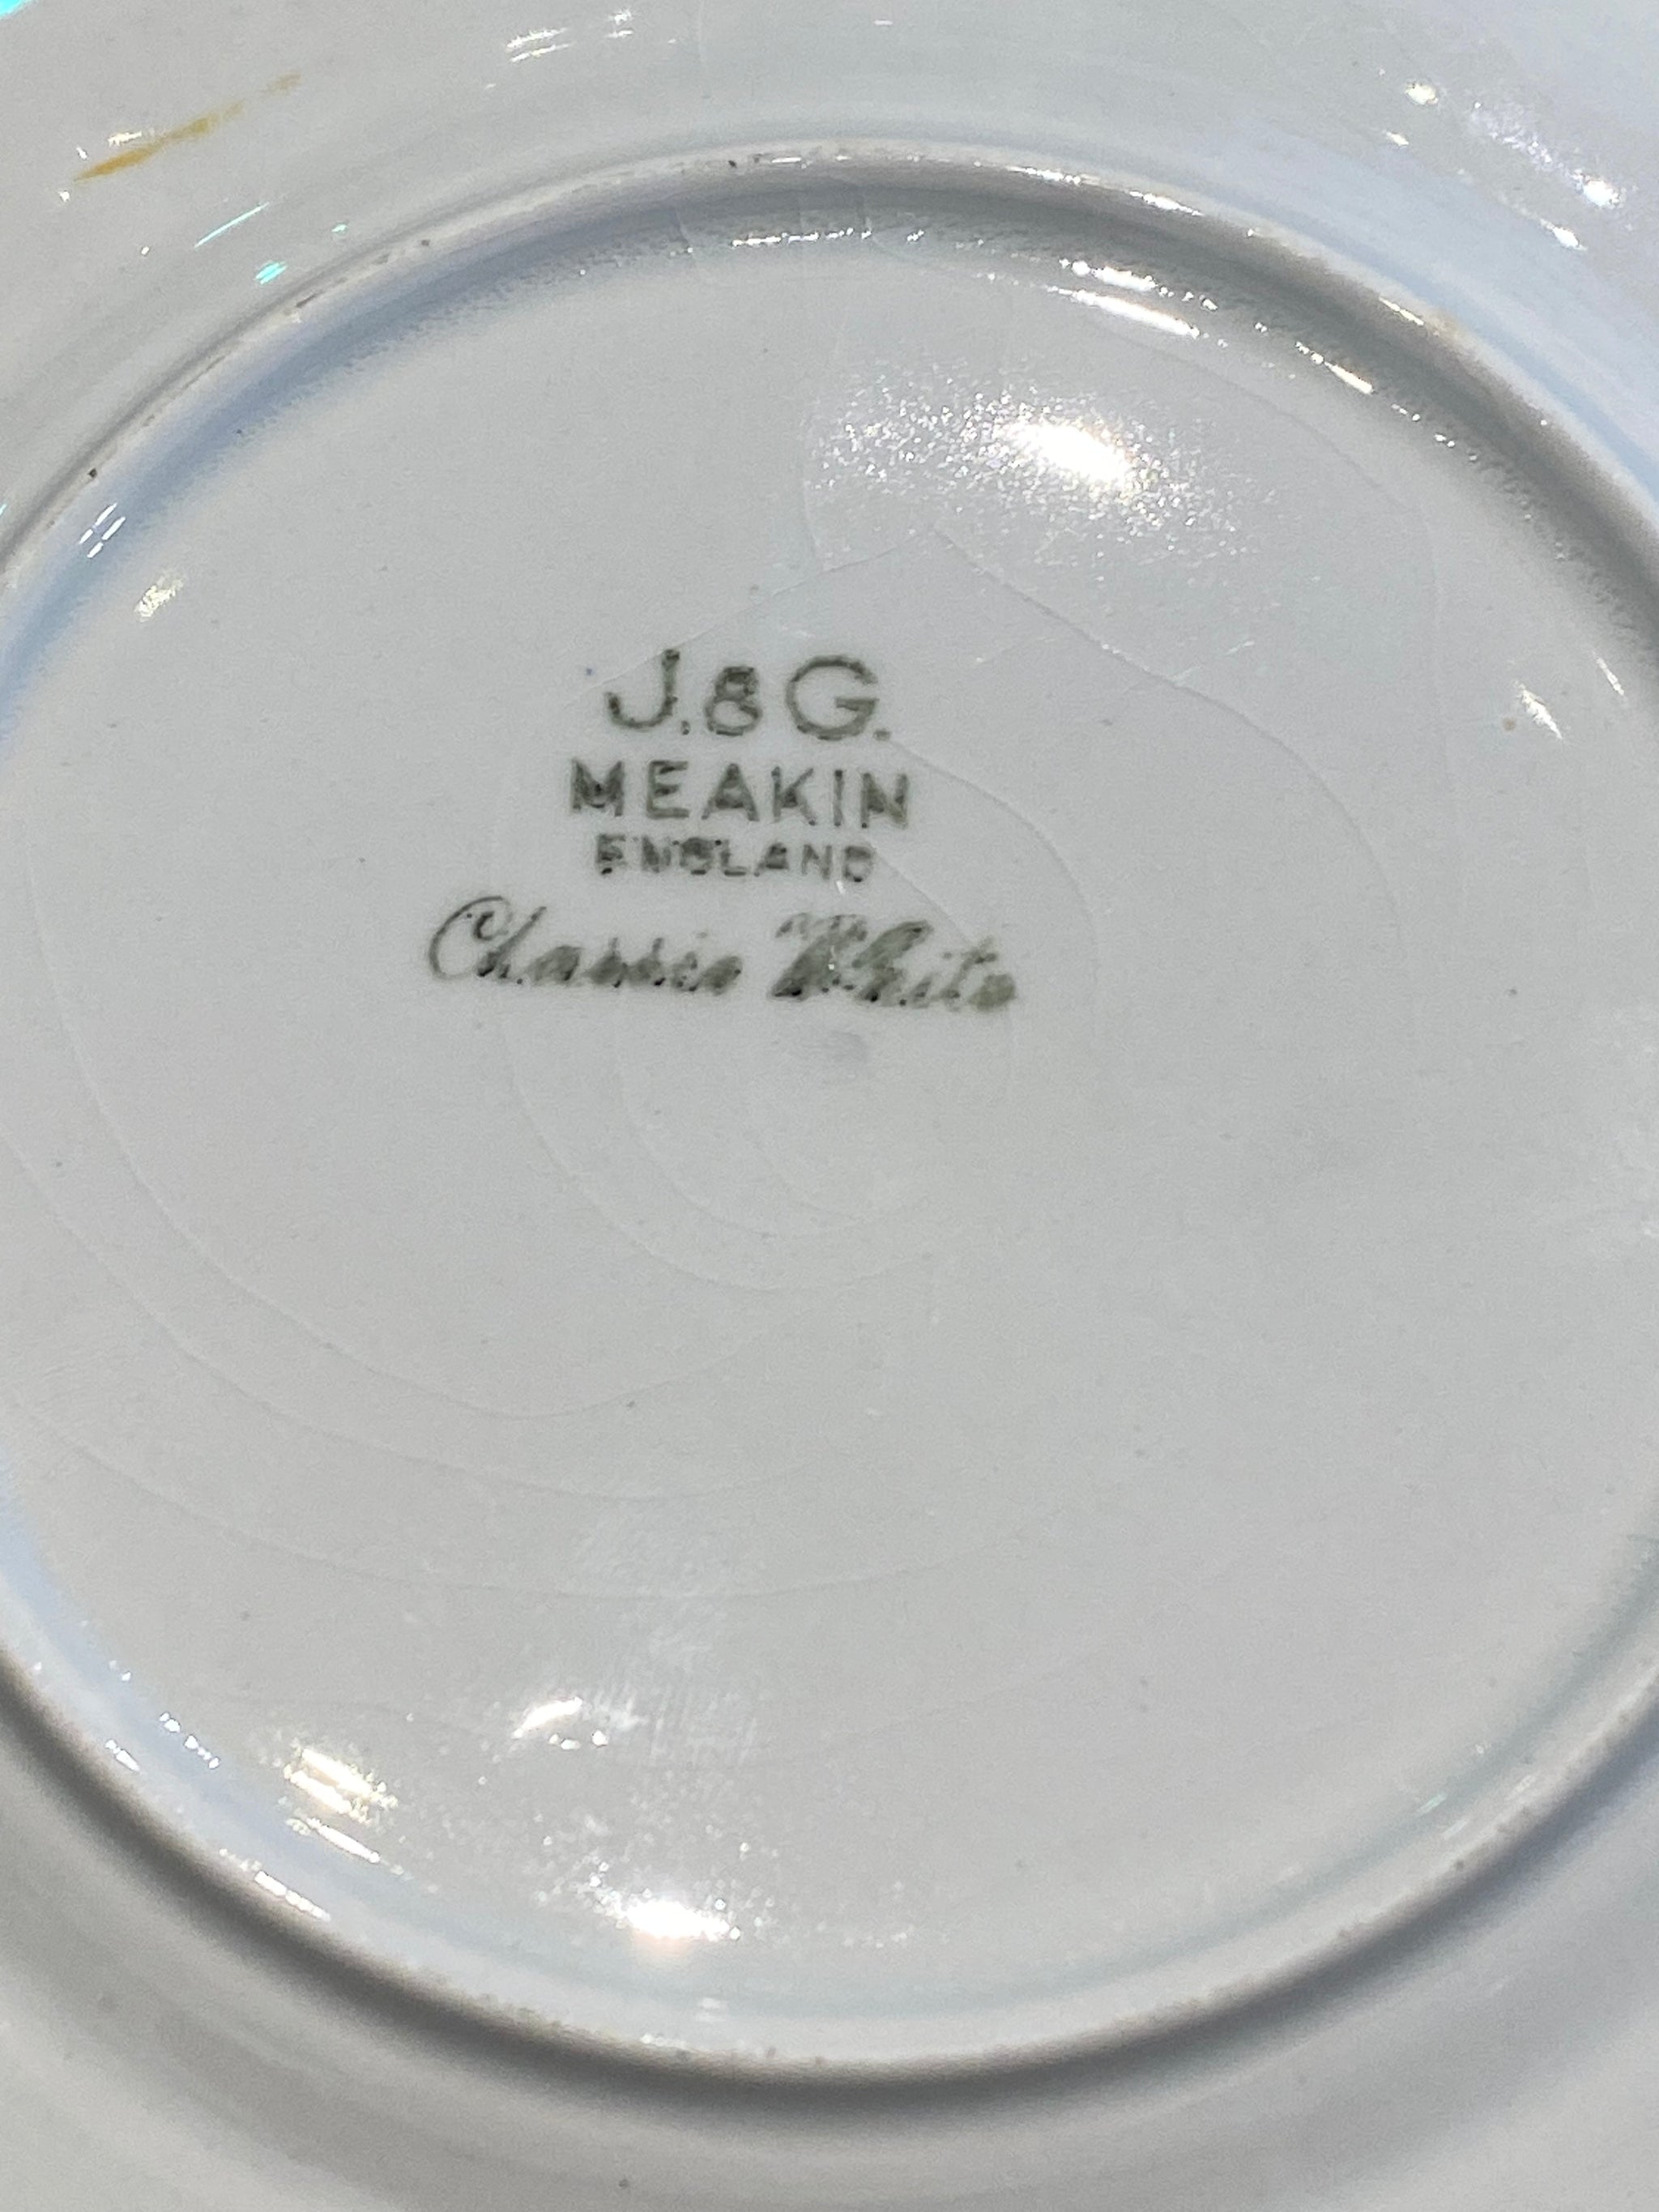 J.&G.
MEAKIN
ENGLAND
Classic White